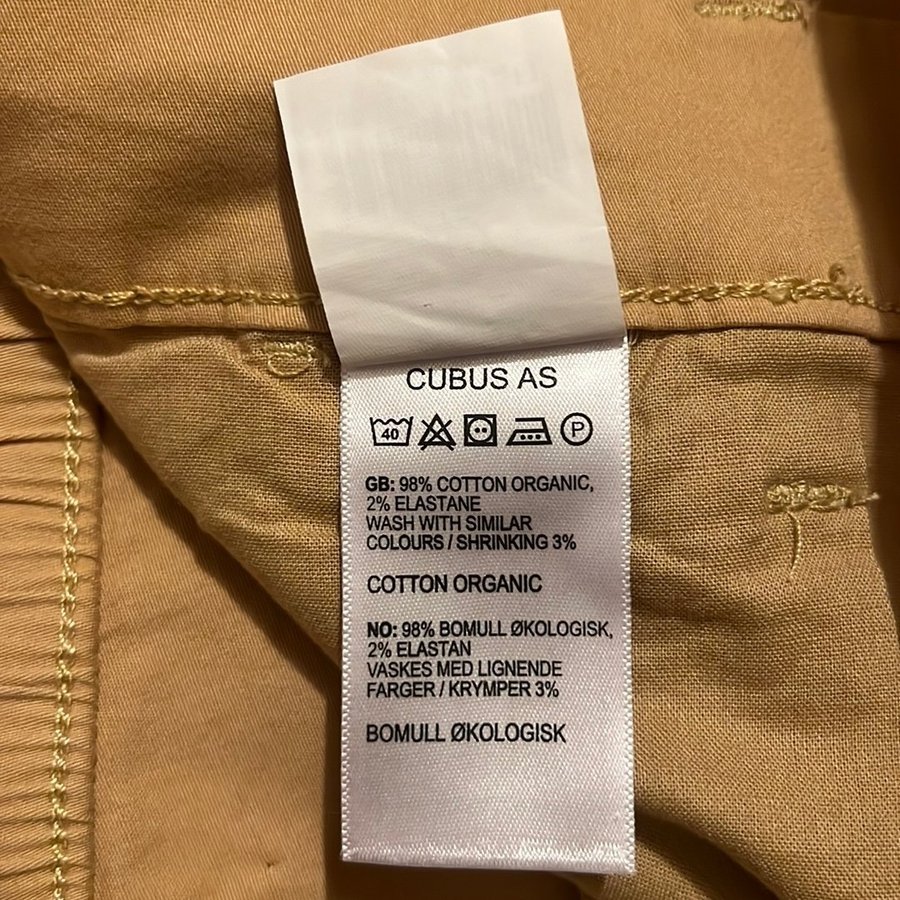 CUBUS AS
40 P
GB: 98% COTTON ORGANIC,
2% ELASTANE
WASH WITH SIMILAR
COLOURS / SHRINKING 3%
COTTON ORGANIC
NO: 98% BOMULL ØKOLOGISK,
2% ELASTAN
VASKES MED LIGNENDE
FARGER / KRYMPER 3%
BOMULL ØKOLOGISK